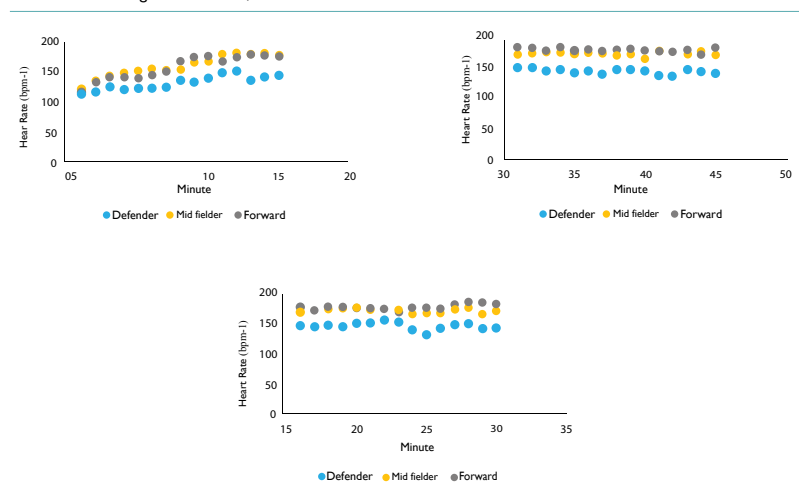 200
150
100
50
0
Hear Rate (bpm-1)
05 10 15 20
Minute
Defender Mid fielder Forward
200
150
100
50
0
Heart Rate (bpm-1)
30 35 40 45 50
Minute
Defender Mid fielder Forward
200
150
100
50
0
Heart Rate (bpm-1)
15 20 25 30 35
Minute
Defender Mid fielder Forward